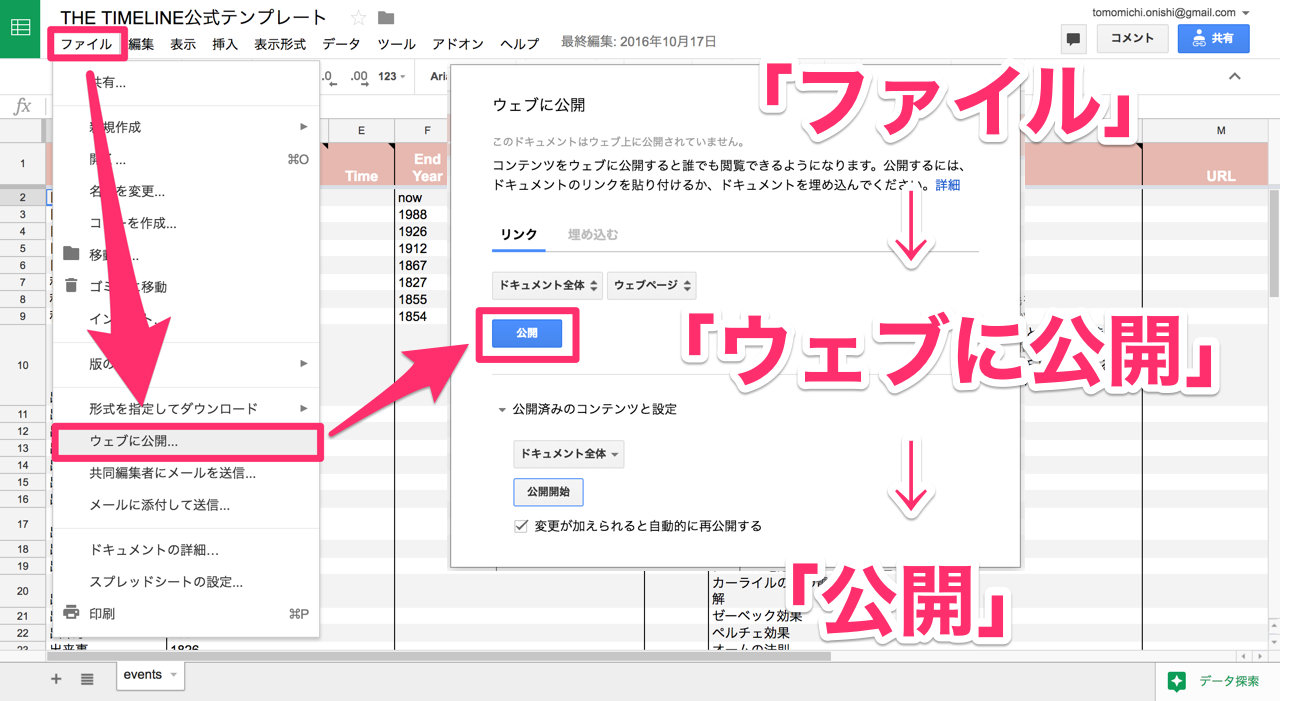 THE TIMELINE公式テンプレート
tomomichi.onishi@gmail.com
ファイル 編集 表示 挿入 表示形式 データ ツール アドオン ヘルプ 最終編集: 2016年10月17日
コメント
共有
.0 .00 123
fx
共有...
新規作成
開く... ⌘O
名前を変更...
コピーを作成...
移動...
ゴミ箱に移動
版の
形式を指定してダウンロード
ウェブに公開...
共同編集者にメールを送信...
メールに添付して送信...
ドキュメントの詳細...
スプレッドシートの設定...
印刷 ⌘P
E F M
1 Time End Year URL
2 now
3 1988
4 1926
5 1912
6 1867
7 1827
8 1855
9 1854
10
11
12
13
14
15
16
17
18
19
20
21
22
23
ウェブに公開
このドキュメントはウェブ上に公開されていません。
コンテンツをウェブに公開すると誰でも閲覧できるようになります。公開するには、
ドキュメントのリンクを貼り付けるか、ドキュメントを埋め込んでください。詳細
リンク 埋め込む
ドキュメント全体 ウェブページ
公開
公開済みのコンテンツと設定
ドキュメント全体
公開開始
変更が加えられると自動的に再公開する
「ファイル」
「ウェブに公開」
「公開」
カーライルの
解
ゼーベック効果
ペルチェ効果
オームの法則
出来事 1826
events
データ探索